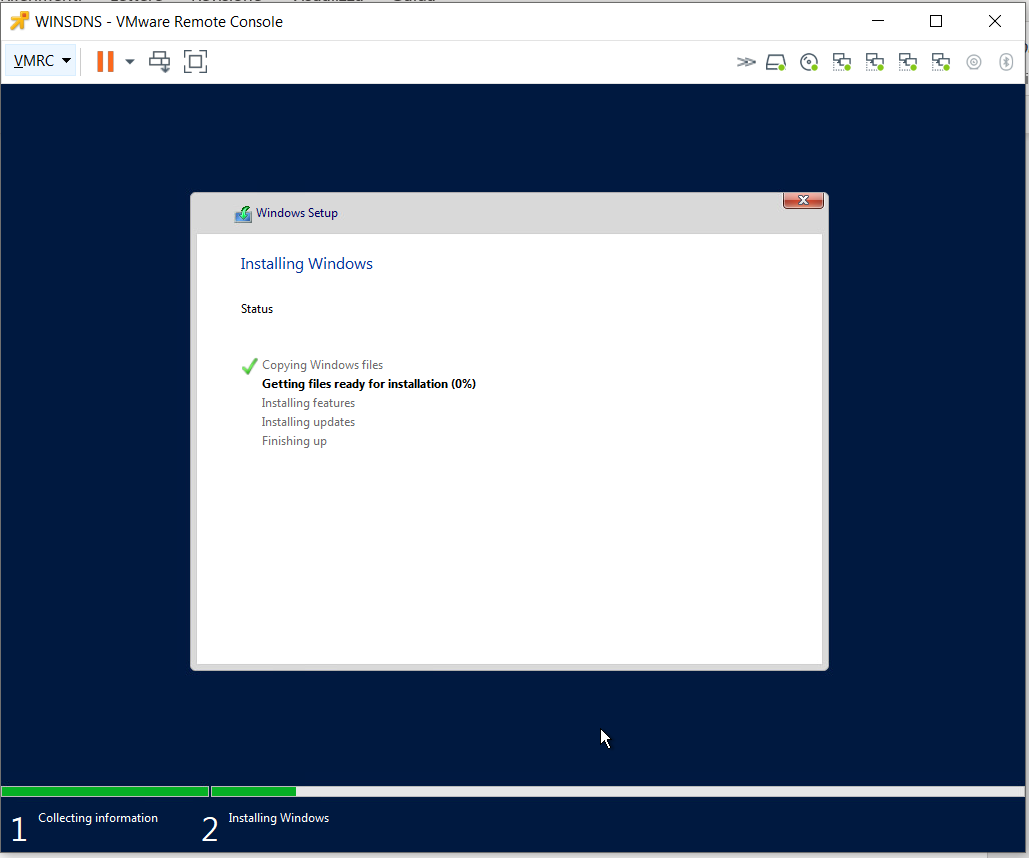 WINSDNS - VMware Remote Console
VMRC
Windows Setup
Installing Windows
Status
Copying Windows files
Getting files ready for installation (0%)
Installing features
Installing updates
Finishing up
1 Collecting information
2 Installing Windows